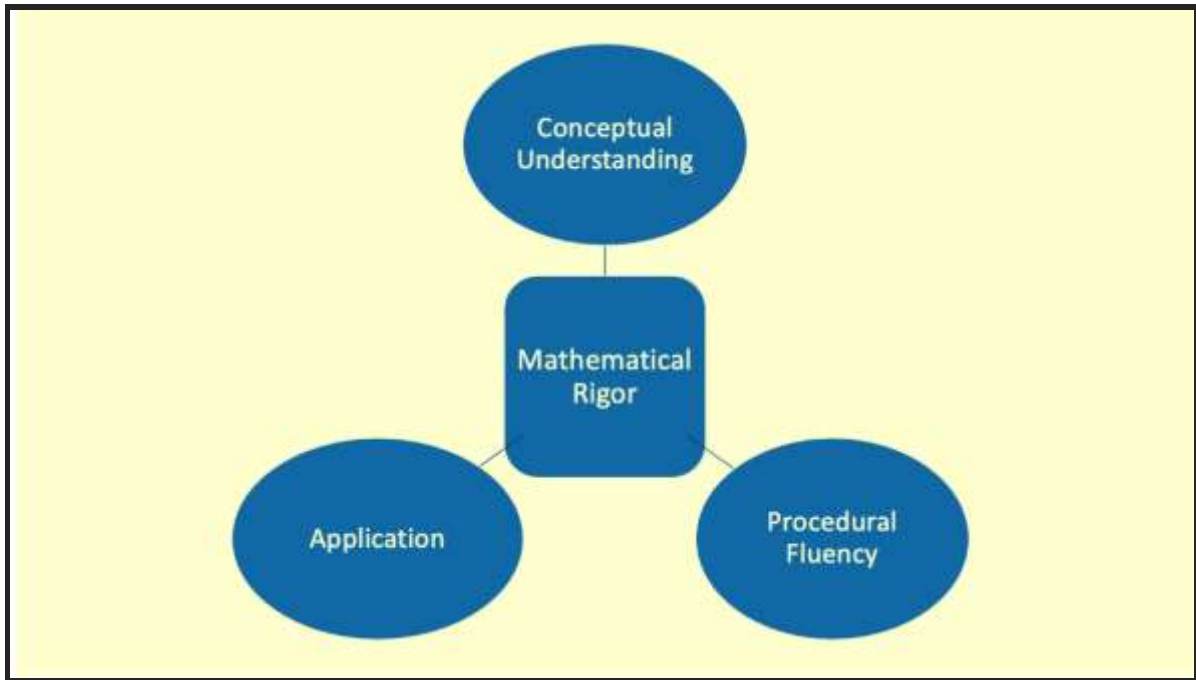 Conceptual
Understanding
Mathematical
Rigor
Application
Procedural
Fluency